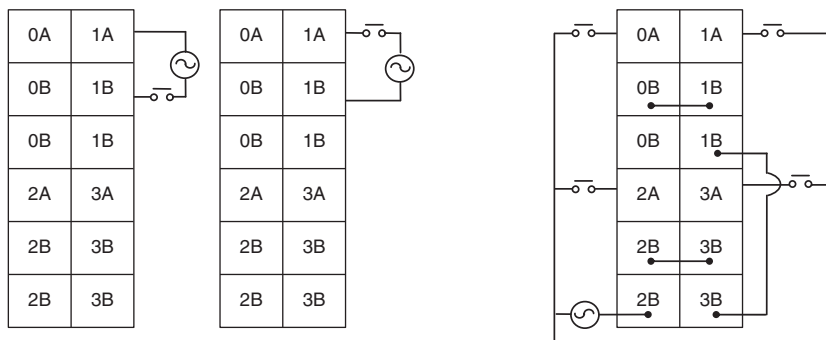 0A 1A 0A 1A 0A 1A
0B 1B 0B 1B 0B 1B
0B 1B 0B 1B 0B 1B
2A 3A 2A 3A 2A 3A
2B 3B 2B 3B 2B 3B
2B 3B 2B 3B 2B 3B